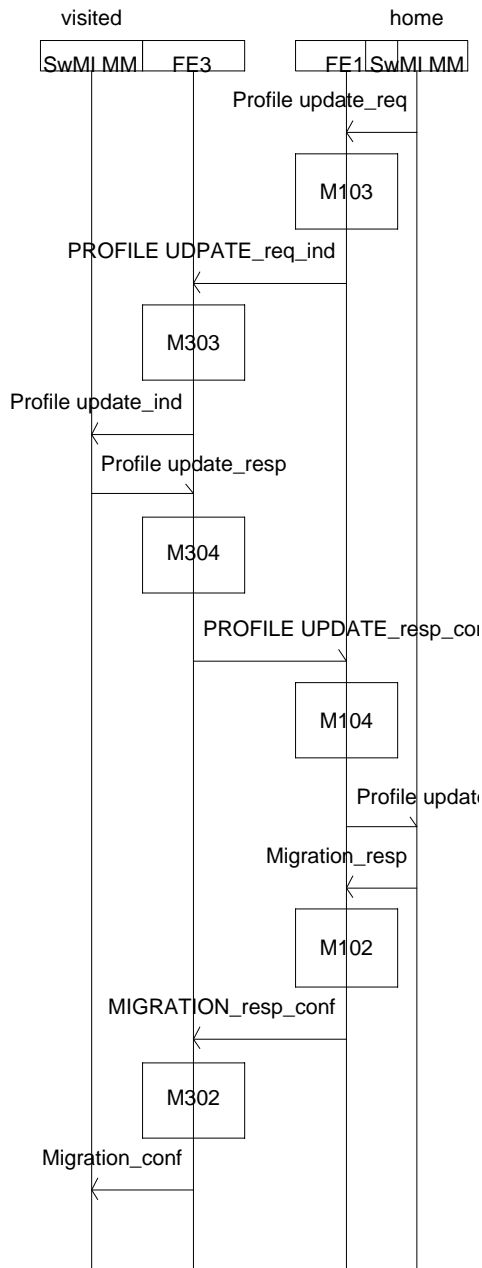 visited home
SwMI MM FE3 FE1 SwMI MM
Profile update_req
M103
PROFILE UDPATE_req_ind
M303
Profile update_ind
Profile update_resp
M304
PROFILE UPDATE_resp_con
M104
Profile update
Migration_resp
M102
MIGRATION_resp_conf
M302
Migration_conf